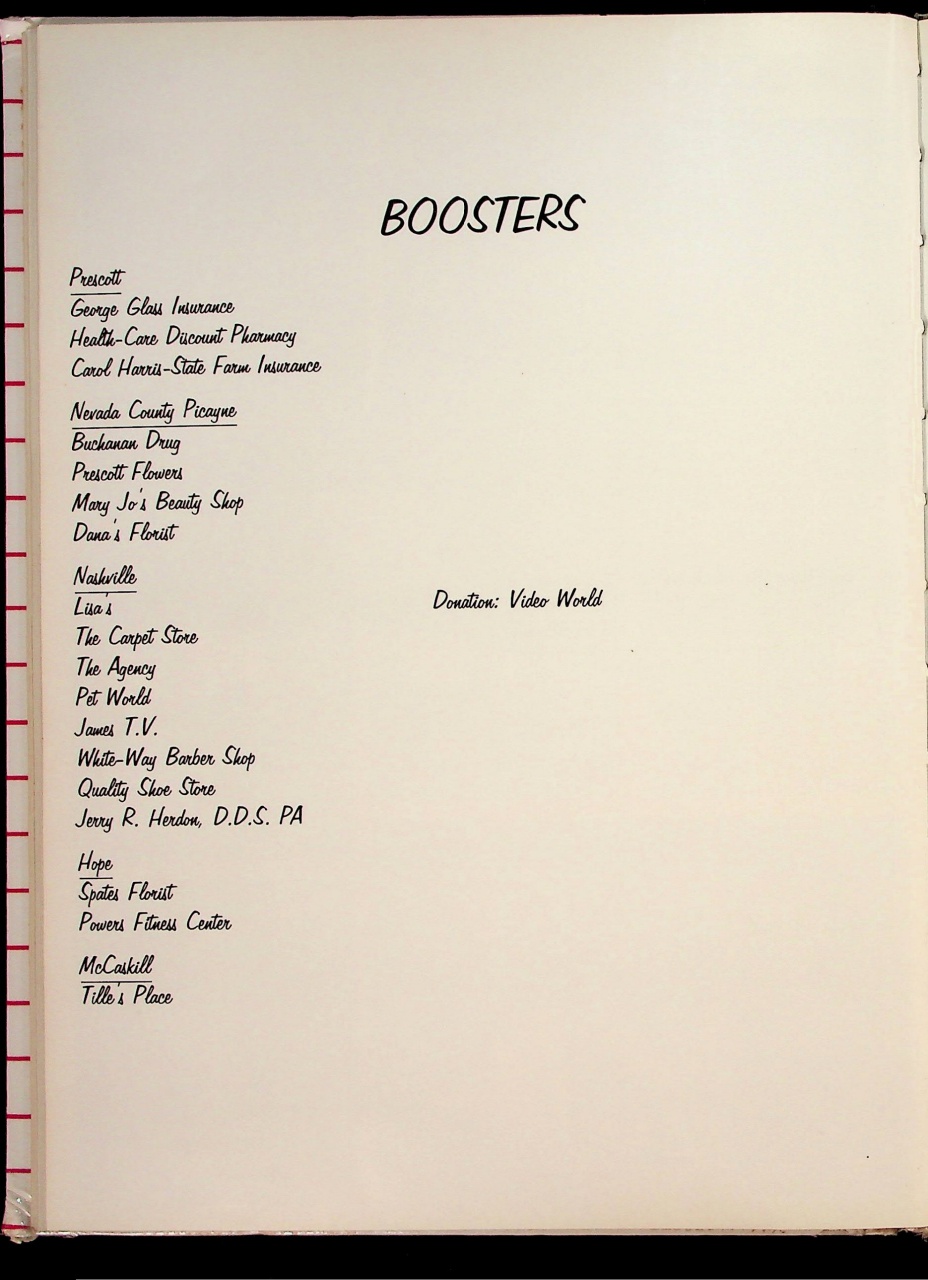 BOOSTERS
Prescott
George Glass Insurance
Health-Care Discount Pharmacy
Carol Harris-State Farm Insurance
Nevada County Picayne
Buchanan Drug
Prescott Flowers
Mary Jo's Beauty Shop
Dana's Florist
Nashville
Lisa's
The Carpet Store
The Agency
Pet World
James T.V.
White-Way Barber Shop
Quality Shoe Store
Jerry R. Herdon, D.D.S. PA
Hope
Spates Florist
Powers Fitness Center
McCaskill
Tille's Place
Donation: Video World